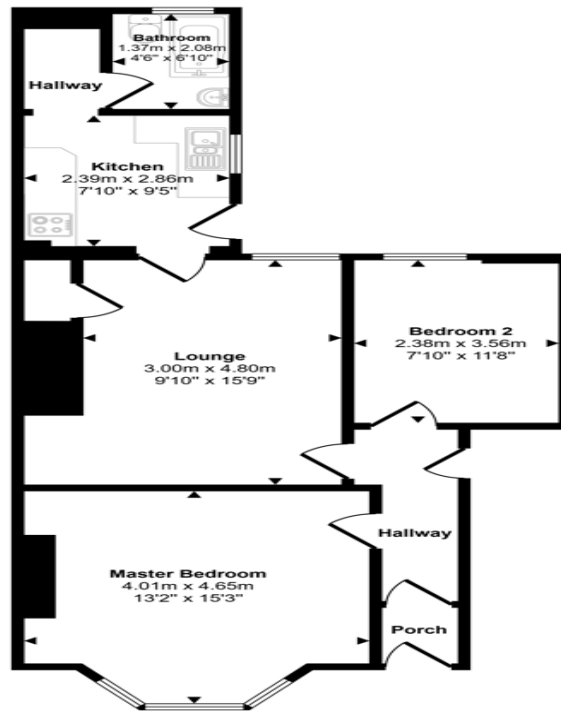 Bathroom
1.37m x 2.08m
4'6" x 6'10"
Hallway
Kitchen
2.39m x 2.86m
7'10" x 9'5"
Lounge
3.00m x 4.80m
9'10" x 15'9"
Bedroom 2
2.38m x 3.56m
7'10" x 11'8"
Hallway
Master Bedroom
4.01m x 4.65m
13'2" x 15'3"
Porch